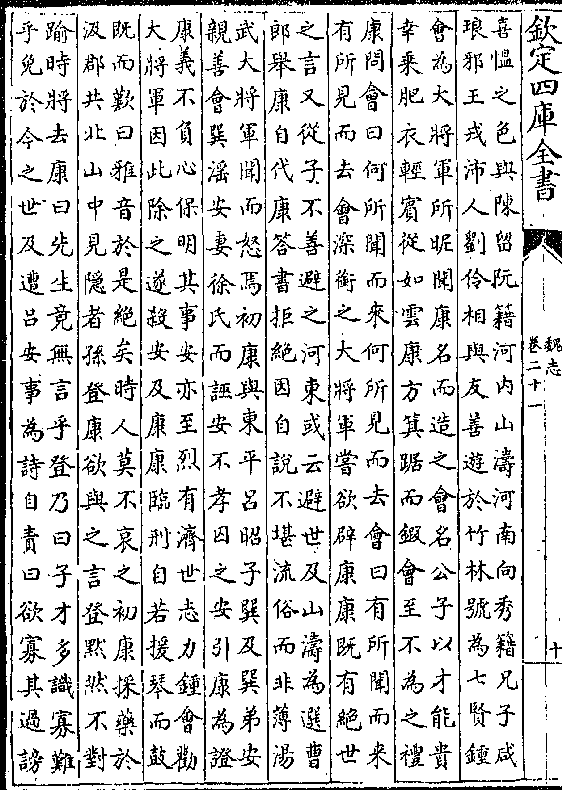 欽定四庫全書
魏志
卷二十一
十
喜愠之色與陳留阮籍河内山濤河南向秀籍兄子咸
琅邪王戎沛人劉伶相與友善遊於竹林號為七賢鍾
會為大將軍所昵聞康名而造之會名公子以才能貴
幸乗肥衣輕賓從如雲康方箕踞而鍜會至不為之禮
康問會曰何所聞而來何所見而去會曰有所聞而来
有所見而去會深銜之大將軍嘗欲辟康康既有絶世
之言又從子不善避之河東或云避世及山濤為選曹
郎舉康自代康答書拒絶因自說不堪流俗而非薄湯
武大將軍聞而怒焉初康與東平呂昭子巽及巽弟安
親善會巽滛安妻徐氏而誣安不孝囚之安引康為證
康義不負心保明其事安亦至烈有濟世志力鍾會勸
大將軍因此除之遂殺安及康康臨刑自若援琴而鼓
既而歎曰雅音於是絶矣時人莫不哀之初康採藥於
汲郡共北山中見隱者孫登康欲與之言登黙然不對
踰時將去康曰先生竟無言乎登乃曰子才多識寡難
乎免於今之世及遭呂安事為詩自責曰欲寡其過謗